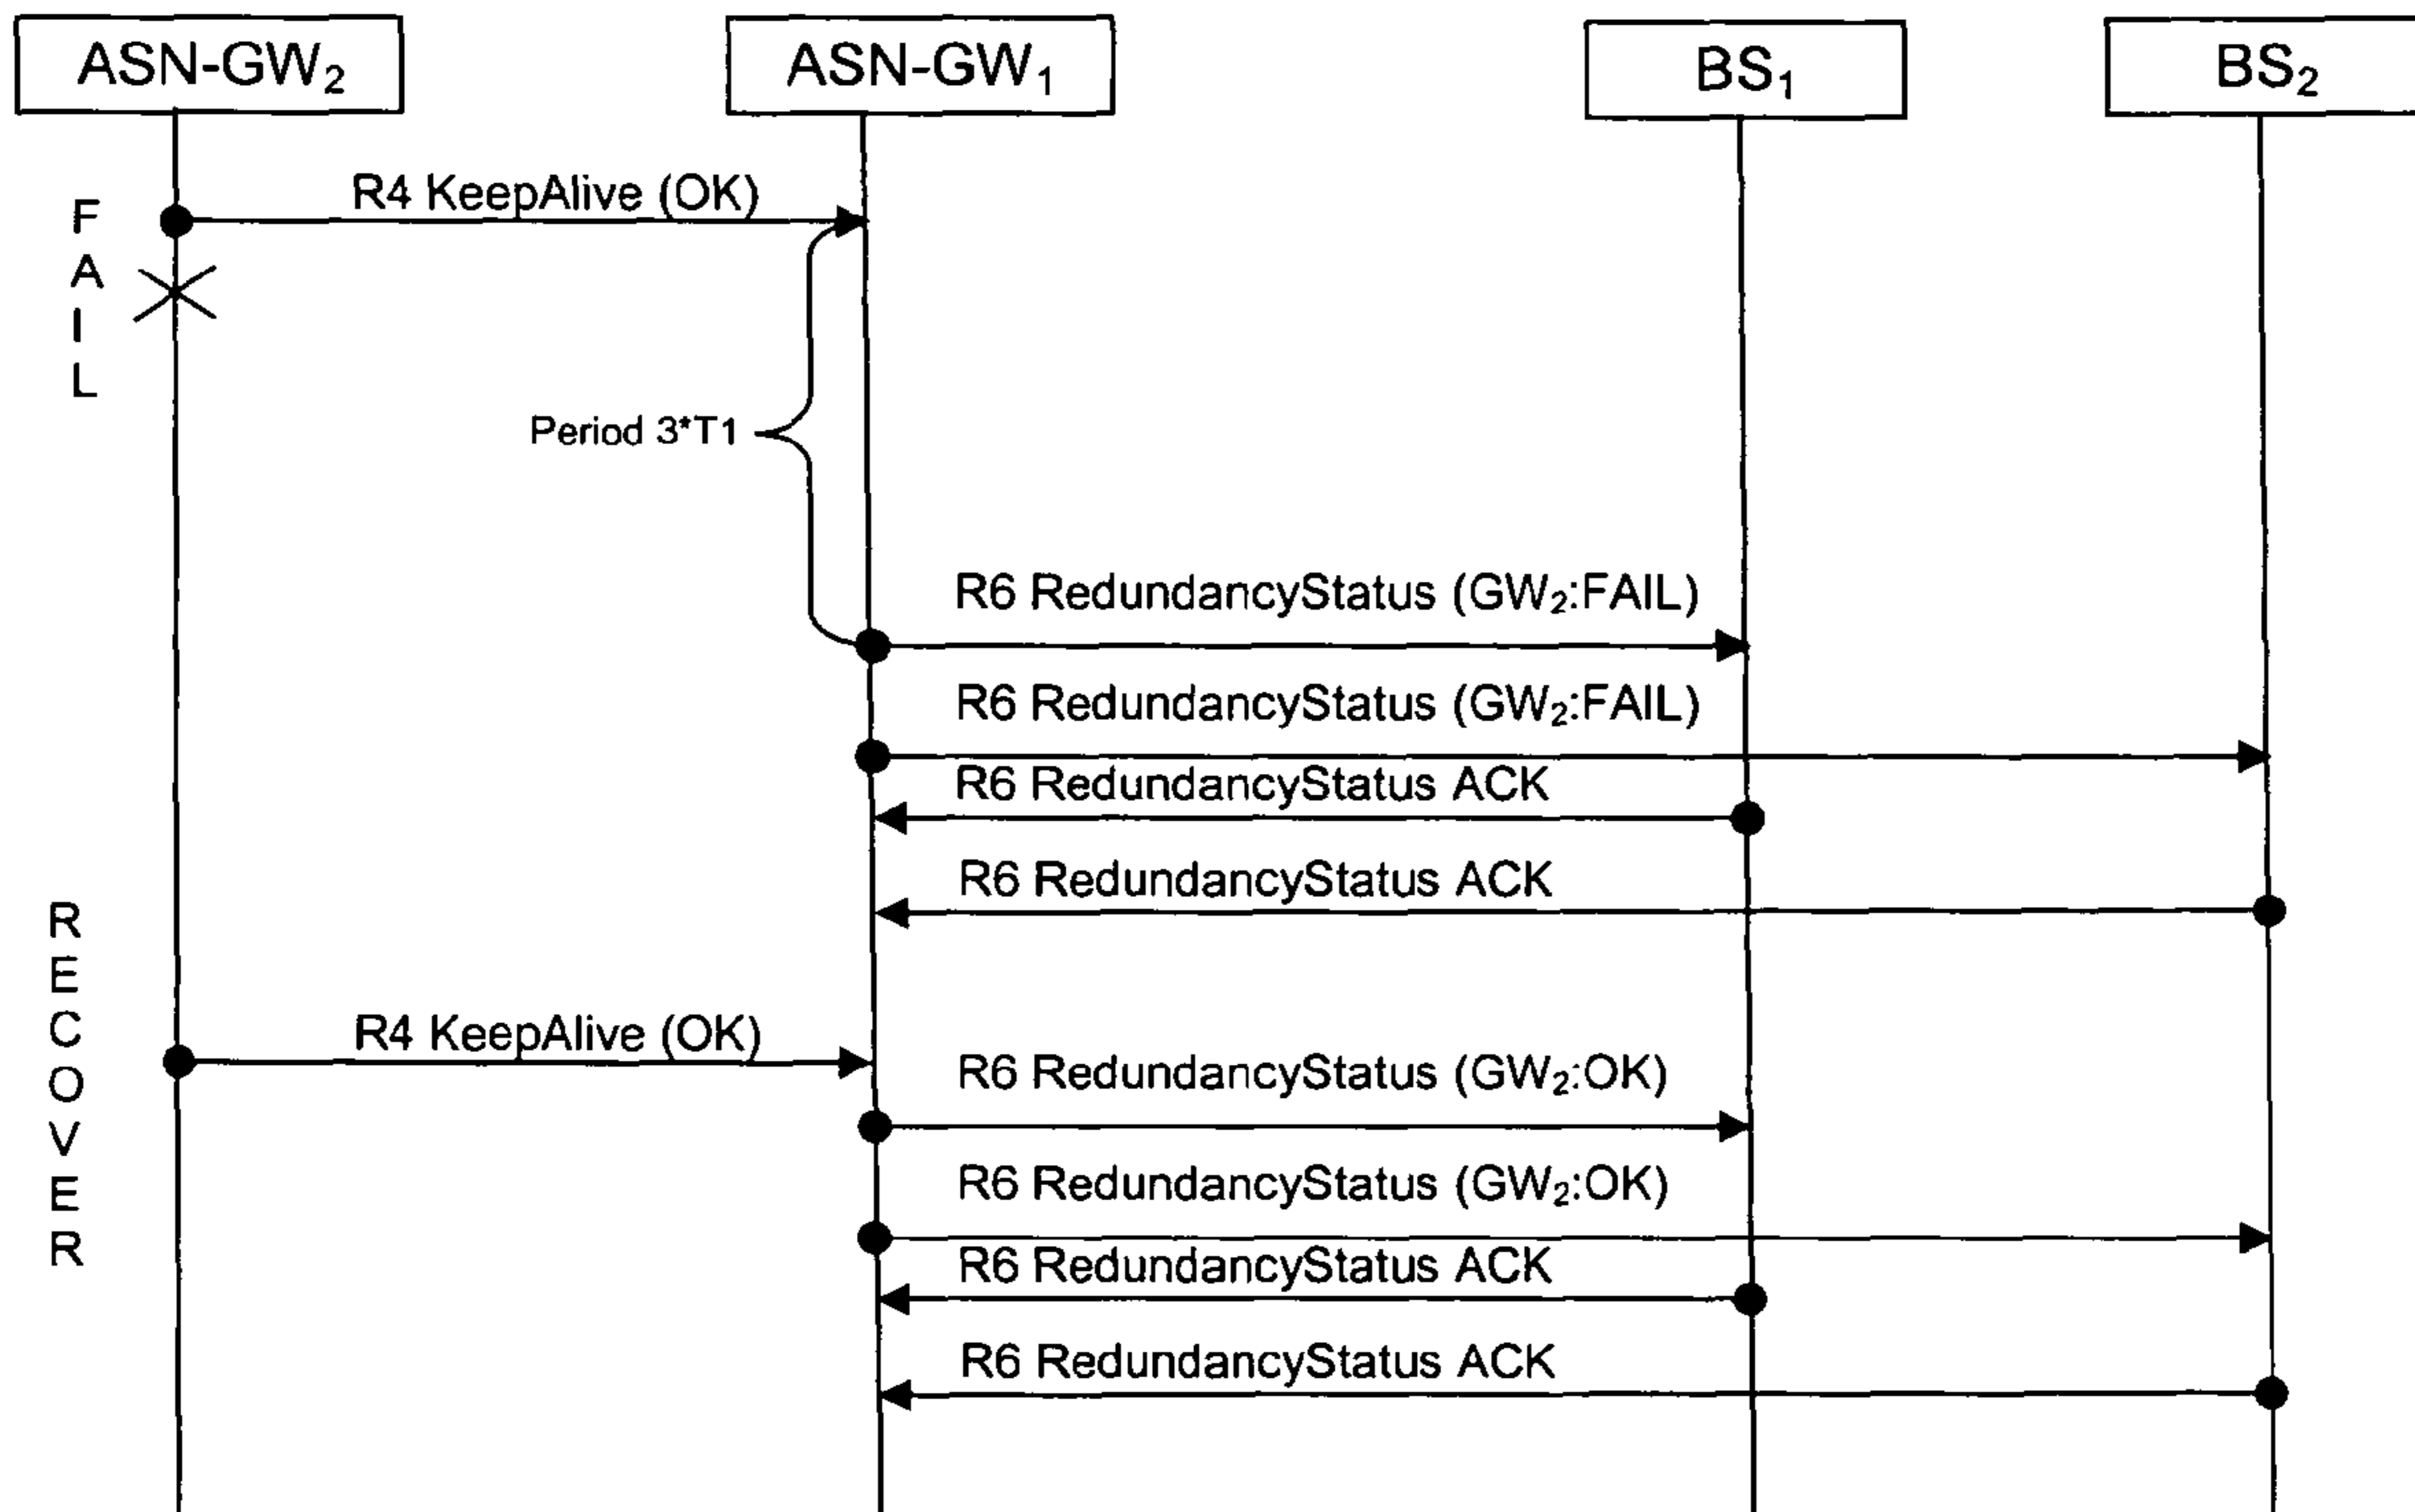 ASN-GW₂
ASN-GW₁
BS₁
BS₂
R4 KeepAlive (OK)
FAIL
Period 3*T1
R6 RedundancyStatus (GW₂:FAIL)
R6 RedundancyStatus (GW₂:FAIL)
R6 RedundancyStatus ACK
R6 RedundancyStatus ACK
RECOVER
R4 KeepAlive (OK)
R6 RedundancyStatus (GW₂:OK)
R6 RedundancyStatus (GW₂:OK)
R6 RedundancyStatus ACK
R6 RedundancyStatus ACK